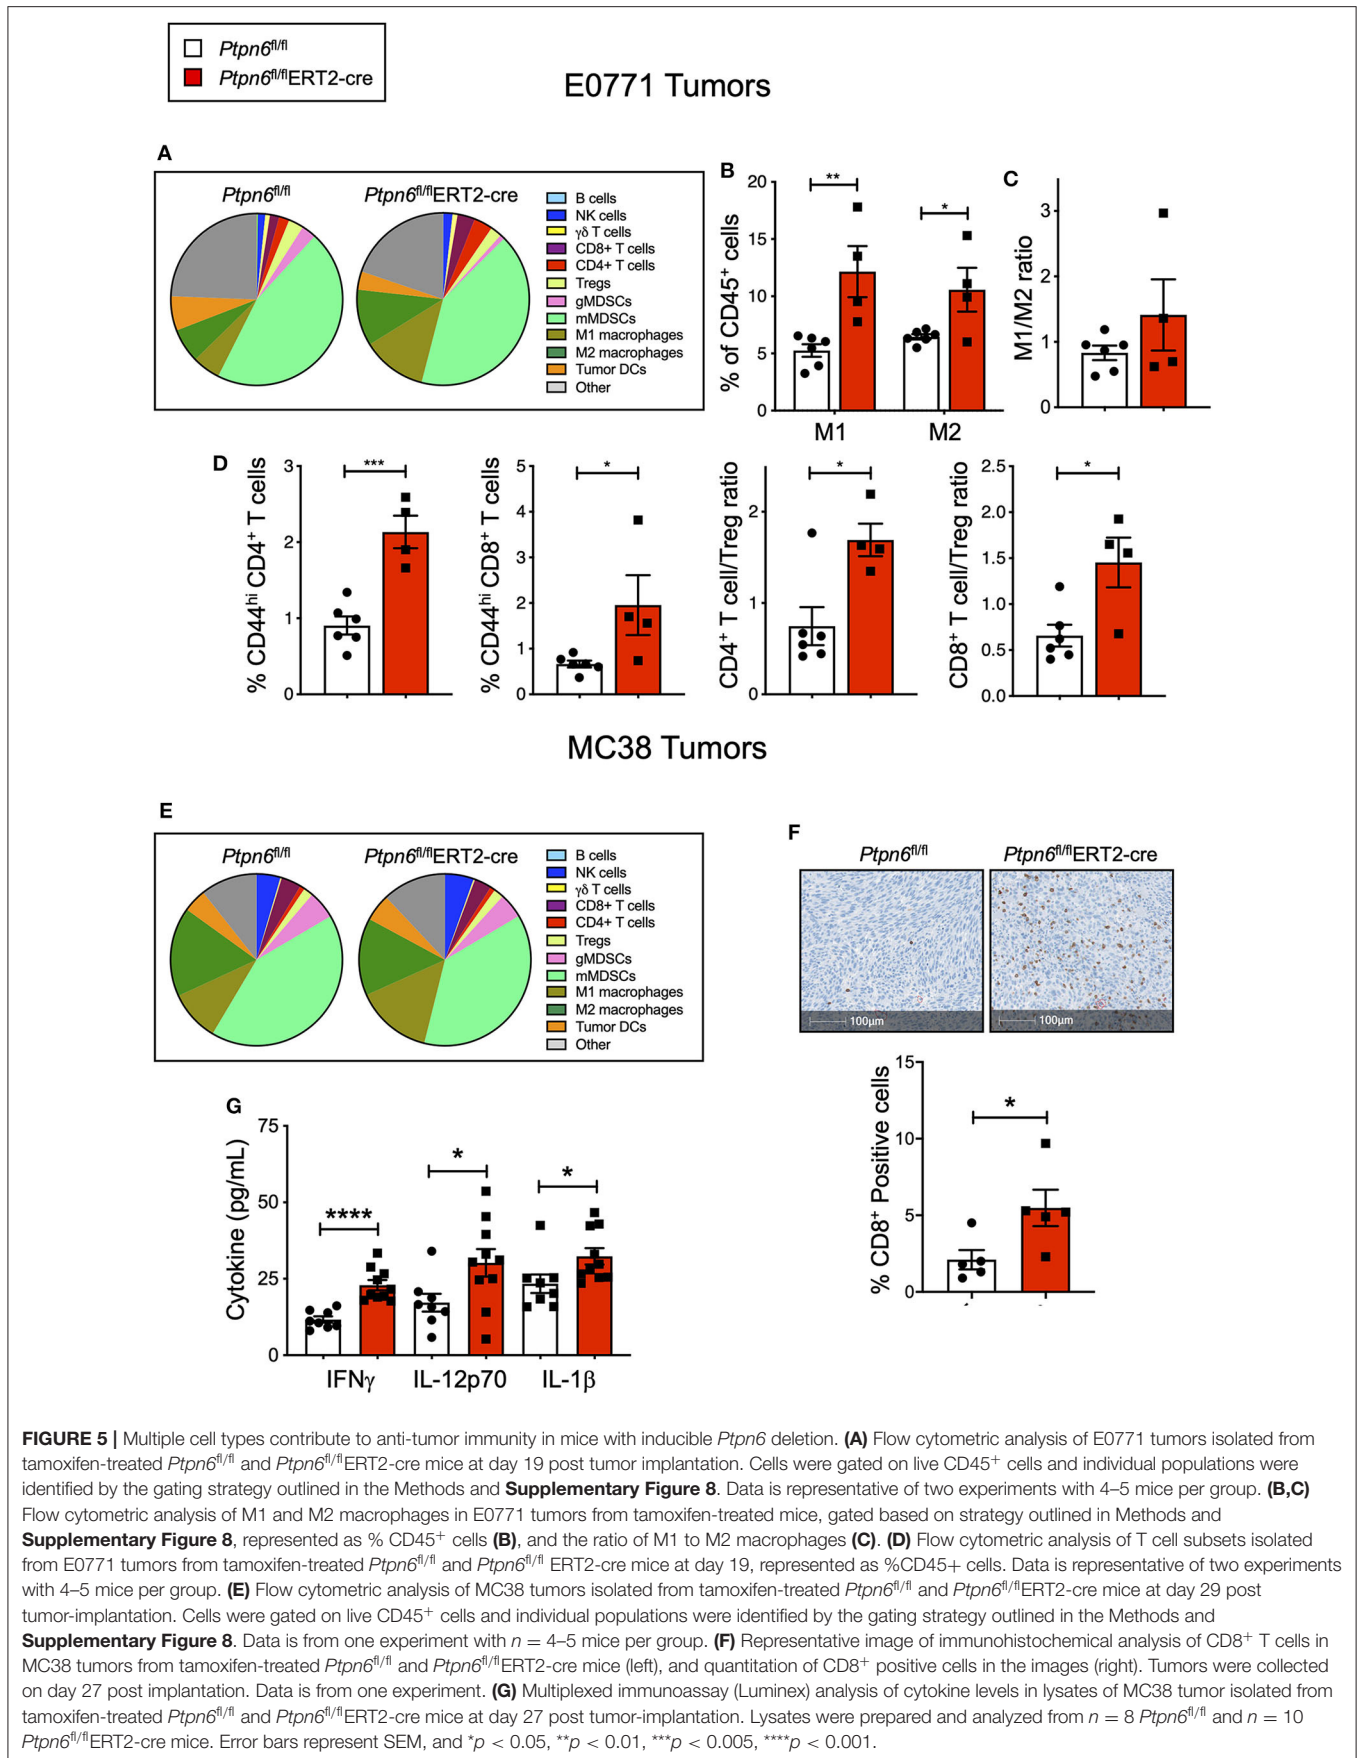 Ptpn6fl/fl
Ptpn6fl/flERT2-cre
E0771 Tumors
A
Ptpn6fl/fl
Ptpn6fl/flERT2-cre
B cells
NK cells
γδ T cells
CD8+ T cells
CD4+ T cells
Tregs
gMDSCs
mMDSCs
M1 macrophages
M2 macrophages
Tumor DCs
Other
B
% of CD45+ cells
20
15
10
5
0
**
*
M1
M2
C
M1/M2 ratio
3
2
1
0
D
% CD44hi CD4+ T cells
3
2
1
0
***
% CD44hi CD8+ T cells
5
4
3
2
1
0
*
CD4+ T cell/Treg ratio
2
1
0
*
CD8+ T cell/Treg ratio
2.5
2.0
1.5
1.0
0.5
0.0
*
MC38 Tumors
E
Ptpn6fl/fl
Ptpn6fl/flERT2-cre
B cells
NK cells
γδ T cells
CD8+ T cells
CD4+ T cells
Tregs
gMDSCs
mMDSCs
M1 macrophages
M2 macrophages
Tumor DCs
Other
F
Ptpn6fl/fl
Ptpn6fl/flERT2-cre
100µm
100µm
% CD8+ Positive cells
15
10
5
0
*
G
Cytokine (pg/mL)
75
50
25
0
****
*
*
IFNγ
IL-12p70
IL-1β
FIGURE 5 | Multiple cell types contribute to anti-tumor immunity in mice with inducible Ptpn6 deletion. (A) Flow cytometric analysis of E0771 tumors isolated from
tamoxifen-treated Ptpn6fl/fl and Ptpn6fl/flERT2-cre mice at day 19 post tumor implantation. Cells were gated on live CD45+ cells and individual populations were
identified by the gating strategy outlined in the Methods and Supplementary Figure 8. Data is representative of two experiments with 4–5 mice per group. (B,C)
Flow cytometric analysis of M1 and M2 macrophages in E0771 tumors from tamoxifen-treated mice, gated based on strategy outlined in Methods and
Supplementary Figure 8, represented as % CD45+ cells (B), and the ratio of M1 to M2 macrophages (C). (D) Flow cytometric analysis of T cell subsets isolated
from E0771 tumors from tamoxifen-treated Ptpn6fl/fl and Ptpn6fl/fl ERT2-cre mice at day 19, represented as %CD45+ cells. Data is representative of two experiments
with 4–5 mice per group. (E) Flow cytometric analysis of MC38 tumors isolated from tamoxifen-treated Ptpn6fl/fl and Ptpn6fl/flERT2-cre mice at day 29 post
tumor-implantation. Cells were gated on live CD45+ cells and individual populations were identified by the gating strategy outlined in the Methods and
Supplementary Figure 8. Data is from one experiment with n = 4–5 mice per group. (F) Representative image of immunohistochemical analysis of CD8+ T cells in
MC38 tumors from tamoxifen-treated Ptpn6fl/fl and Ptpn6fl/flERT2-cre mice (left), and quantitation of CD8+ positive cells in the images (right). Tumors were collected
on day 27 post implantation. Data is from one experiment. (G) Multiplexed immunoassay (Luminex) analysis of cytokine levels in lysates of MC38 tumor isolated from
tamoxifen-treated Ptpn6fl/fl and Ptpn6fl/flERT2-cre mice at day 27 post tumor-implantation. Lysates were prepared and analyzed from n = 8 Ptpn6fl/fl and n = 10
Ptpn6fl/flERT2-cre mice. Error bars represent SEM, and *p < 0.05, **p < 0.01, ***p < 0.005, ****p < 0.001.